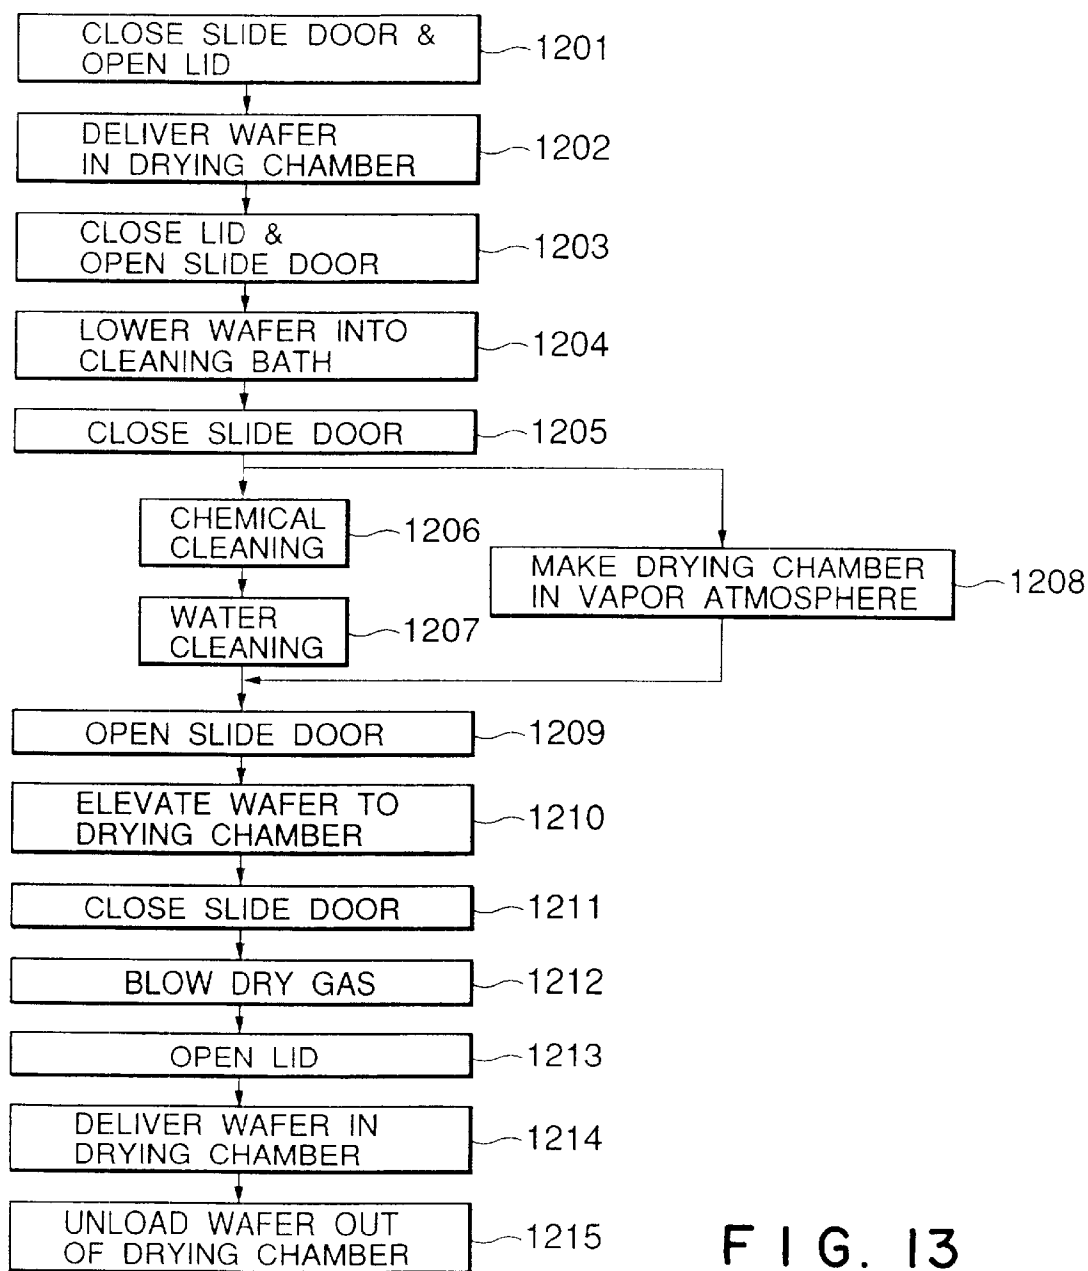 CLOSE SLIDE DOOR &
OPEN LID
1201
DELIVER WAFER
IN DRYING CHAMBER
1202
CLOSE LID &
OPEN SLIDE DOOR
1203
LOWER WAFER INTO
CLEANING BATH
1204
CLOSE SLIDE DOOR
1205
CHEMICAL
CLEANING
1206
WATER
CLEANING
1207
MAKE DRYING CHAMBER
IN VAPOR ATMOSPHERE
1208
OPEN SLIDE DOOR
1209
ELEVATE WAFER TO
DRYING CHAMBER
1210
CLOSE SLIDE DOOR
1211
BLOW DRY GAS
1212
OPEN LID
1213
DELIVER WAFER IN
DRYING CHAMBER
1214
UNLOAD WAFER OUT
OF DRYING CHAMBER
1215
FIG. 13